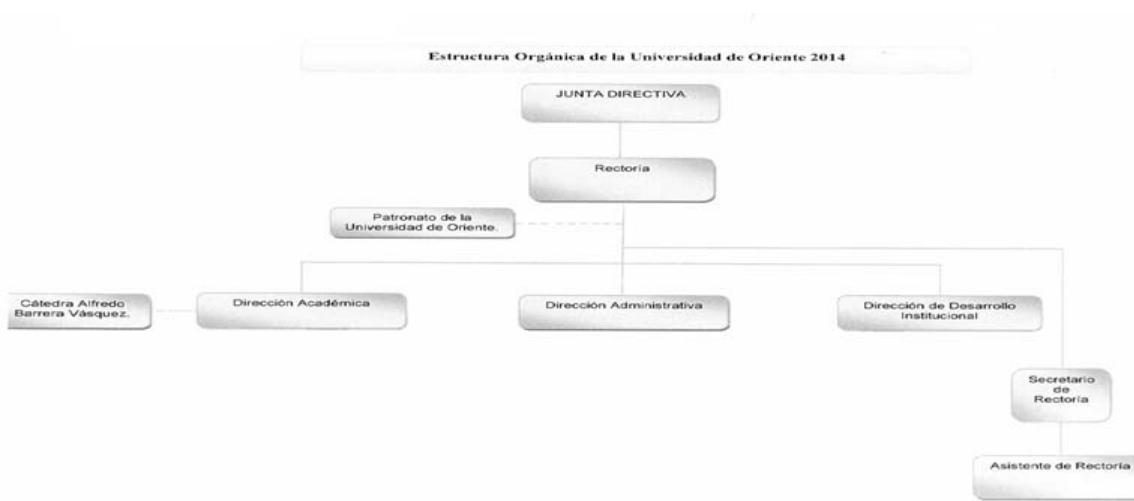 Estructura Orgánica de la Universidad de Oriente 2014
JUNTA DIRECTIVA
Rectoría
Patronato de la
Universidad de Oriente.
Cátedra Alfredo
Barrera Vásquez.
Dirección Académica
Dirección Administrativa
Dirección de Desarrollo
Institucional
Secretario
de
Rectoría
Asistente de Rectoría